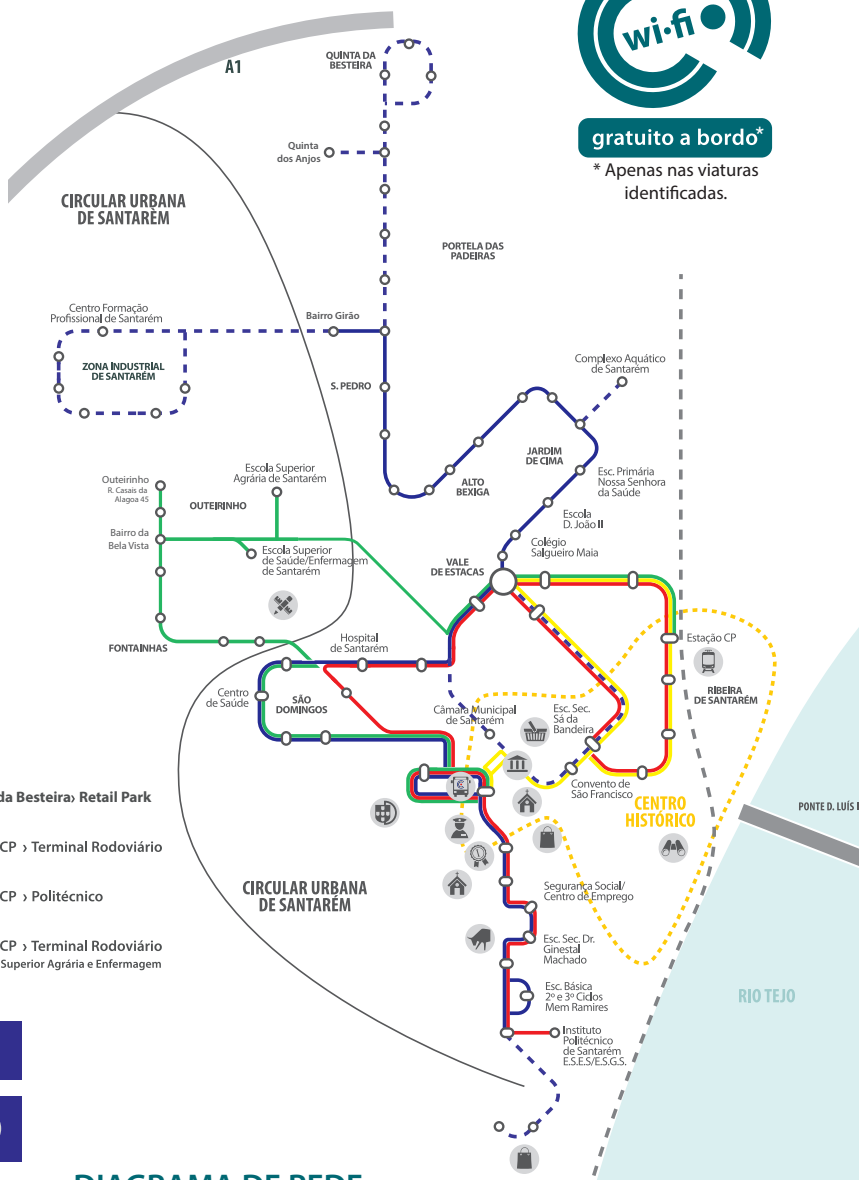 wi-fi
gratuito a bordo*
* Apenas nas viaturas
identificadas.
A1
QUINTA DA
BESTEIRA
Quinta
dos Anjos
CIRCULAR URBANA
DE SANTARÈM
PORTELA DAS
PADEIRAS
Centro Formação
Profissional de Santarém
Bairro Girão
ZONA INDUSTRIAL
DE SANTARÉM
S. PEDRO
Complexo Aquático
de Santarém
JARDIM
DE CIMA
ALTO
BEXIGA
Esc. Primária
Nossa Senhora
da Saúde
Escola
D. João II
Colégio
Salgueiro Maia
VALE
DE ESTACAS
Outeirinho
R. Casais da
Alagoa 45
OUTEIRINHO
Escola Superior
Agrária de Santarém
Bairro da
Bela Vista
Escola Superior
de Saúde/Enfermagem
de Santarém
FONTAINHAS
Hospital
de Santarém
Centro
de Saúde
SÃO
DOMINGOS
Estação CP
RIBEIRA
DE SANTARÉM
Câmara Municipal
de Santarém
Esc. Sec.
Sá da
Bandeira
Convento de
São Francisco
CENTRO
HISTÓRICO
PONTE D. LUÍS
da Besteira› Retail Park
CP › Terminal Rodoviário
CP › Politécnico
CP › Terminal Rodoviário
Superior Agrária e Enfermagem
CIRCULAR URBANA
DE SANTARÉM
Segurança Social/
Centro de Emprego
Esc. Sec. Dr.
Ginestal
Machado
Esc. Básica
2º e 3º Ciclos
Mem Ramires
Instituto
Politécnico
de Santarém
E.S.E.S/E.S.G.S.
RIO TEJO
DIAGRAMA DE REDE